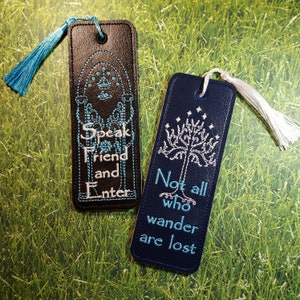 Speak
Friend
and
Enter
Not all
who
wander
are lost